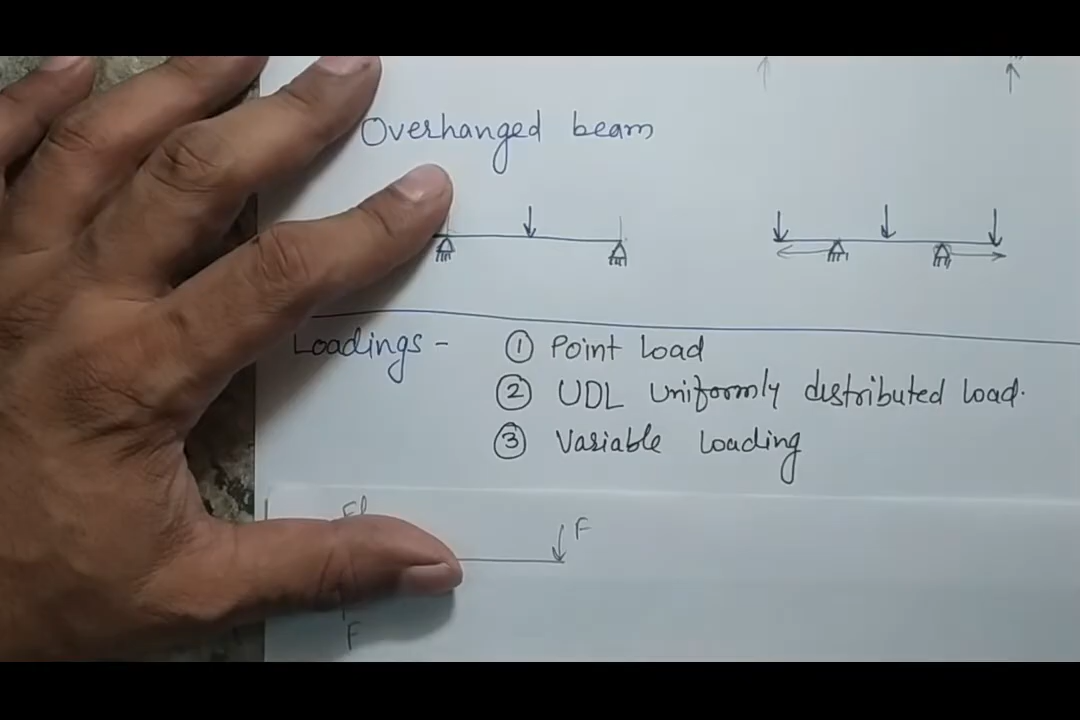 Overhanged beam
Loadings - ① Point Load
② UDL Uniformly distributed load.
③ Variable Loading
F
F